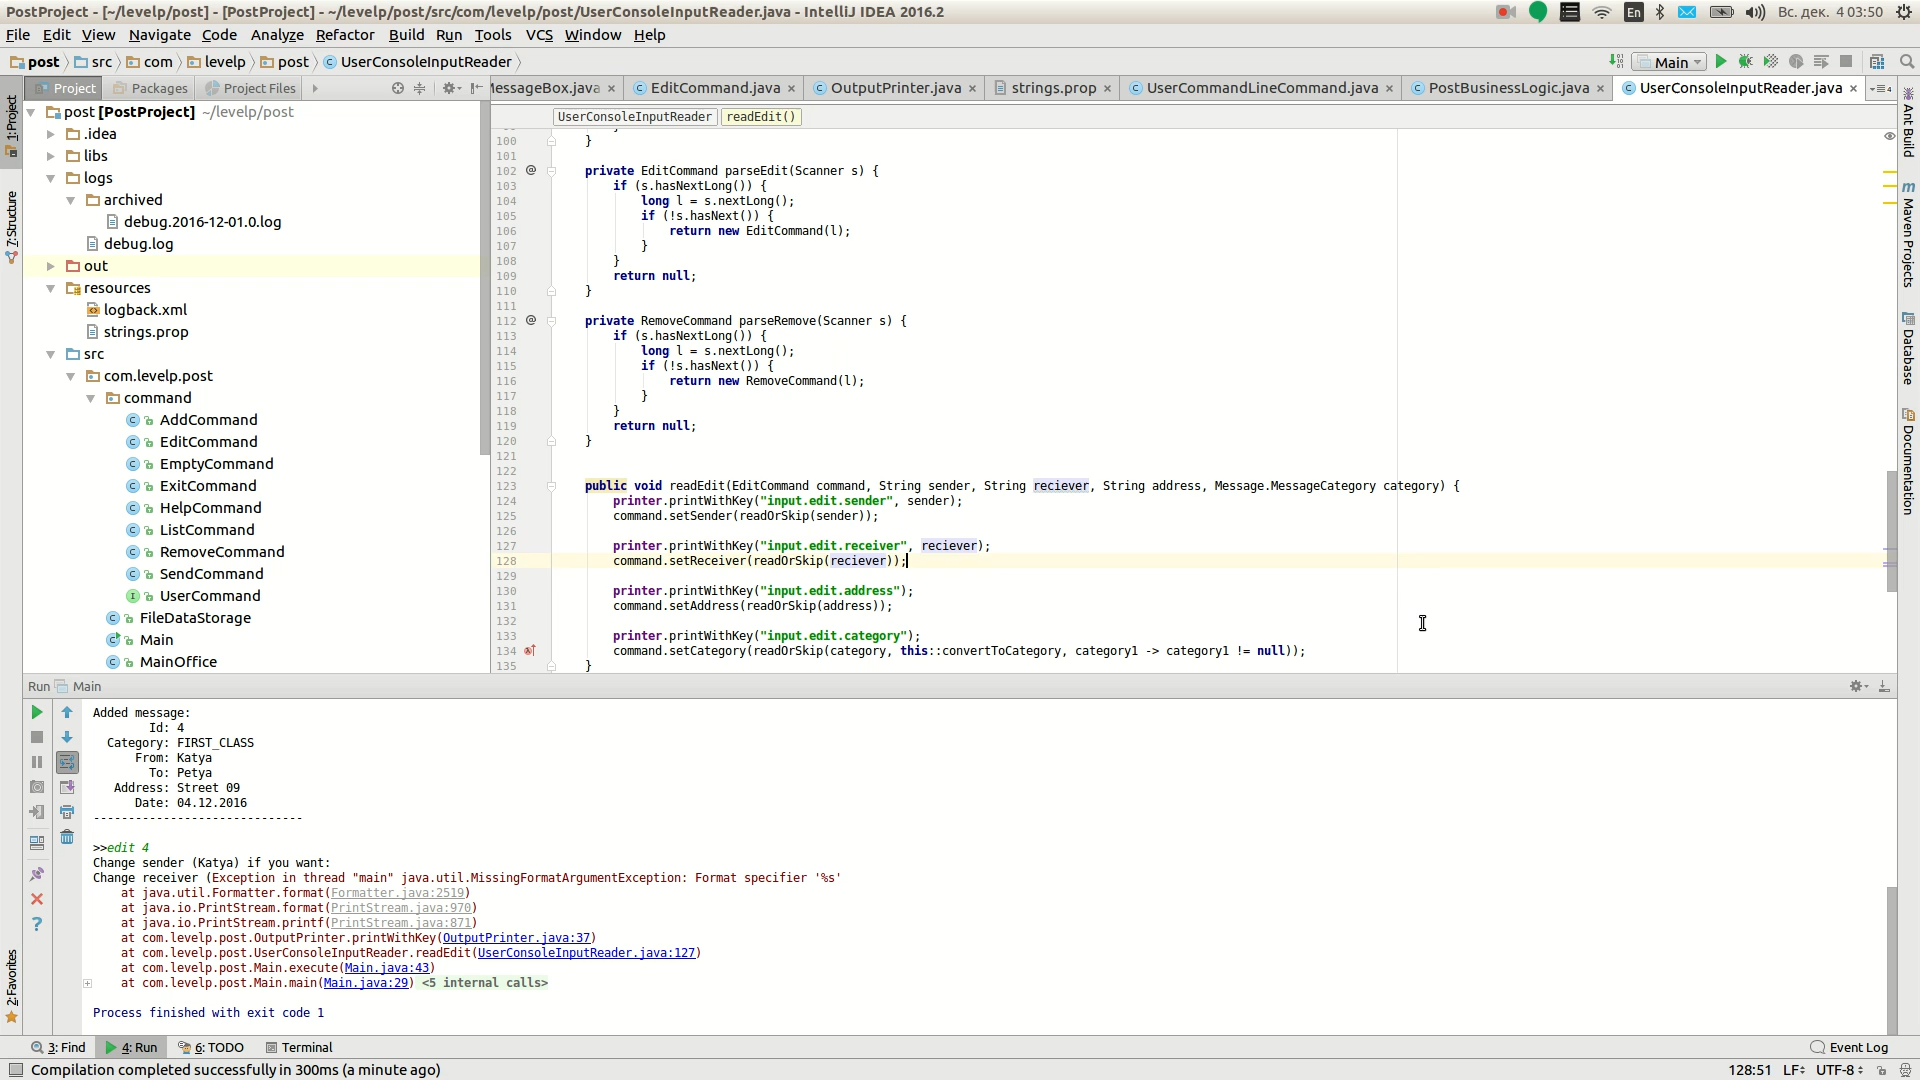 PostProject - [~/levelp/post] - [PostProject] - ~/levelp/post/src/com/levelp/post/UserConsoleInputReader.java - IntelliJ IDEA 2016.2
En
Вс. дек. 4 03:50
File Edit View Navigate Code Analyze Refactor Build Run Tools VCS Window Help
post src com levelp post UserConsoleInputReader
Main
Project Packages Project Files
MessageBox.java EditCommand.java OutputPrinter.java strings.prop UserCommandLineCommand.java PostBusinessLogic.java UserConsoleInputReader.java
4
1: Project
7: Structure
2: Favorites
Ant Build
Maven Projects
Database
Documentation
post [PostProject] ~/levelp/post
.idea
libs
logs
archived
debug.2016-12-01.0.log
debug.log
out
resources
logback.xml
strings.prop
src
com.levelp.post
command
AddCommand
EditCommand
EmptyCommand
ExitCommand
HelpCommand
ListCommand
RemoveCommand
SendCommand
UserCommand
FileDataStorage
Main
MainOffice
UserConsoleInputReader readEdit()
100 }
101
102 @ private EditCommand parseEdit(Scanner s) {
103 if (s.hasNextLong()) {
104 long l = s.nextLong();
105 if (!s.hasNext()) {
106 return new EditCommand(l);
107 }
108 }
109 return null;
110 }
111
112 @ private RemoveCommand parseRemove(Scanner s) {
113 if (s.hasNextLong()) {
114 long l = s.nextLong();
115 if (!s.hasNext()) {
116 return new RemoveCommand(l);
117 }
118 }
119 return null;
120 }
121
122
123 public void readEdit(EditCommand command, String sender, String reciever, String address, Message.MessageCategory category) {
124 printer.printWithKey("input.edit.sender", sender);
125 command.setSender(readOrSkip(sender));
126
127 printer.printWithKey("input.edit.receiver", reciever);
128 command.setReceiver(readOrSkip(reciever));
129
130 printer.printWithKey("input.edit.address");
131 command.setAddress(readOrSkip(address));
132
133 printer.printWithKey("input.edit.category");
134 command.setCategory(readOrSkip(category, this::convertToCategory, category1 -> category1 != null));
135 }
Run Main
Added message:
Id: 4
Category: FIRST_CLASS
From: Katya
To: Petya
Address: Street 09
Date: 04.12.2016
------------------------------
>>edit 4
Change sender (Katya) if you want:
Change receiver (Exception in thread "main" java.util.MissingFormatArgumentException: Format specifier '%s'
at java.util.Formatter.format(Formatter.java:2519)
at java.io.PrintStream.format(PrintStream.java:970)
at java.io.PrintStream.printf(PrintStream.java:871)
at com.levelp.post.OutputPrinter.printWithKey(OutputPrinter.java:37)
at com.levelp.post.UserConsoleInputReader.readEdit(UserConsoleInputReader.java:127)
at com.levelp.post.Main.execute(Main.java:43)
at com.levelp.post.Main.main(Main.java:29) <5 internal calls>
Process finished with exit code 1
3: Find 4: Run 6: TODO Terminal
Event Log
Compilation completed successfully in 300ms (a minute ago)
128:51 LF UTF-8